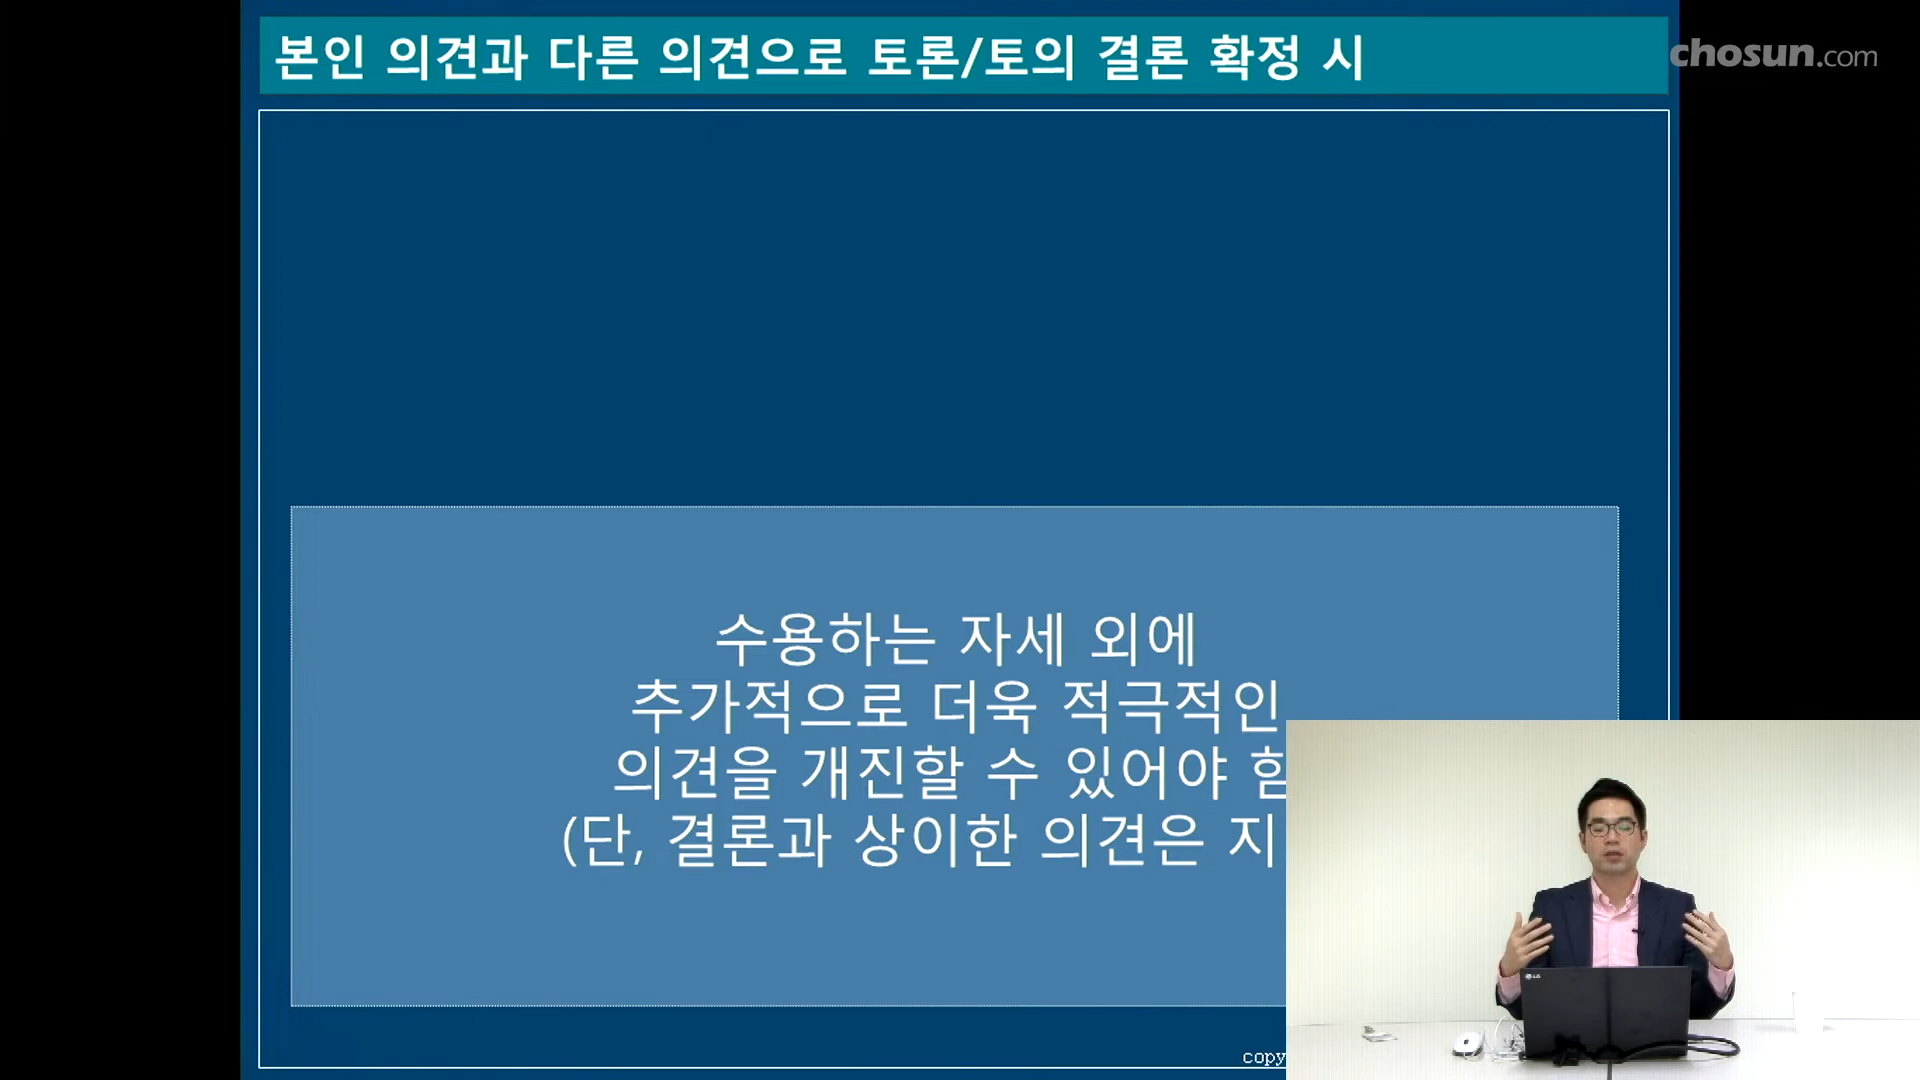 본인 의견과 다른 의견으로 토론/토의 결론 확정 시
chosun.com
수용하는 자세 외에
추가적으로 더욱 적극적인
의견을 개진할 수 있어야 함
(단, 결론과 상이한 의견은 지
copy
LG